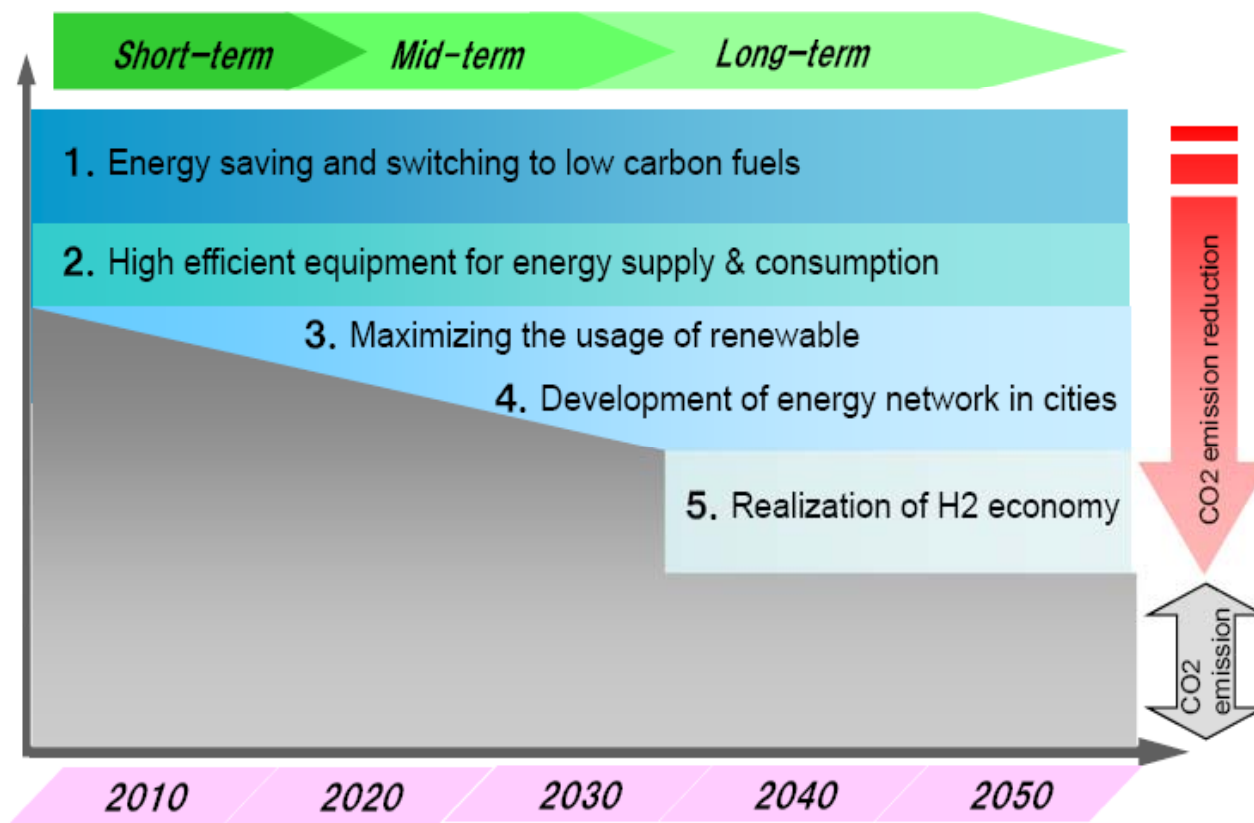 Short-term Mid-term Long-term
1. Energy saving and switching to low carbon fuels
2. High efficient equipment for energy supply & consumption
3. Maximizing the usage of renewable
4. Development of energy network in cities
5. Realization of H2 economy
CO2 emission reduction
CO2
emission
2010 2020 2030 2040 2050